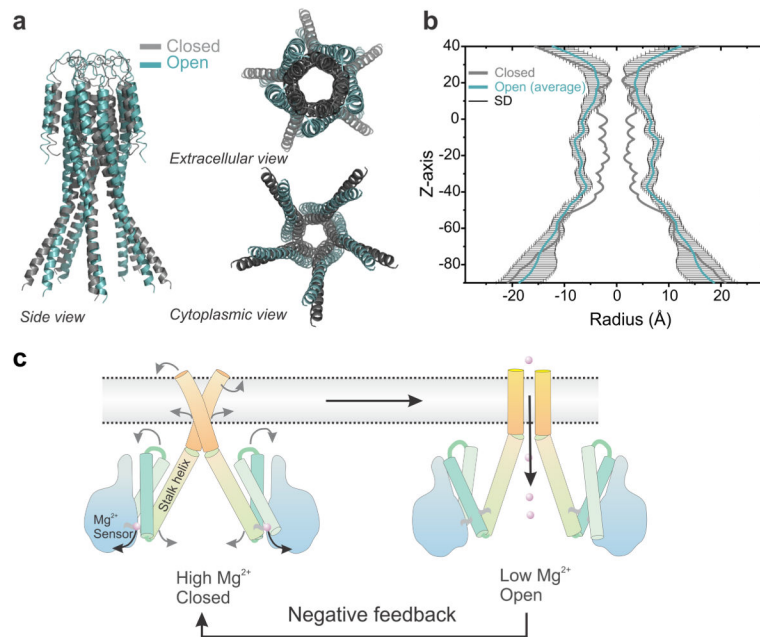 a
Closed
Open
Extracellular view
Side view
Cytoplasmic view
b
Closed
Open (average)
SD
Z-axis
40
20
0
-20
-40
-60
-80
-20
-10
0
10
20
Radius (Å)
c
Stalk helix
Mg²⁺
Sensor
High Mg²⁺
Closed
Low Mg²⁺
Open
Negative feedback